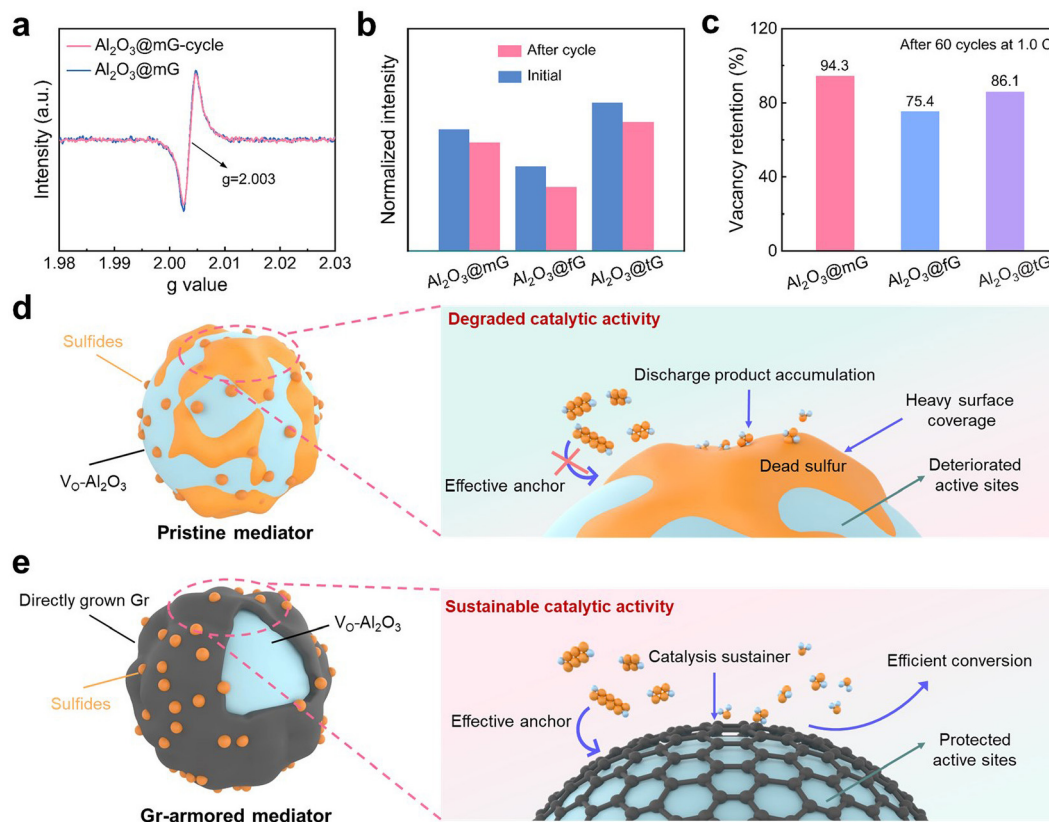 a
Al₂O₃@mG-cycle
Al₂O₃@mG
g=2.003
Intensity (a.u.)
1.98 1.99 2.00 2.01 2.02 2.03
g value
b
After cycle
Initial
Normalized intensity
Al₂O₃@mG Al₂O₃@fG Al₂O₃@tG
c
After 60 cycles at 1.0 C
120
80
40
0
Vacancy retention (%)
94.3
75.4
86.1
Al₂O₃@mG Al₂O₃@fG Al₂O₃@tG
d
Sulfides
V₀-Al₂O₃
Pristine mediator
Degraded catalytic activity
Discharge product accumulation
Heavy surface
coverage
Dead sulfur
Effective anchor
Deteriorated
active sites
e
Directly grown Gr
V₀-Al₂O₃
Sulfides
Gr-armored mediator
Sustainable catalytic activity
Catalysis sustainer
Efficient conversion
Effective anchor
Protected
active sites